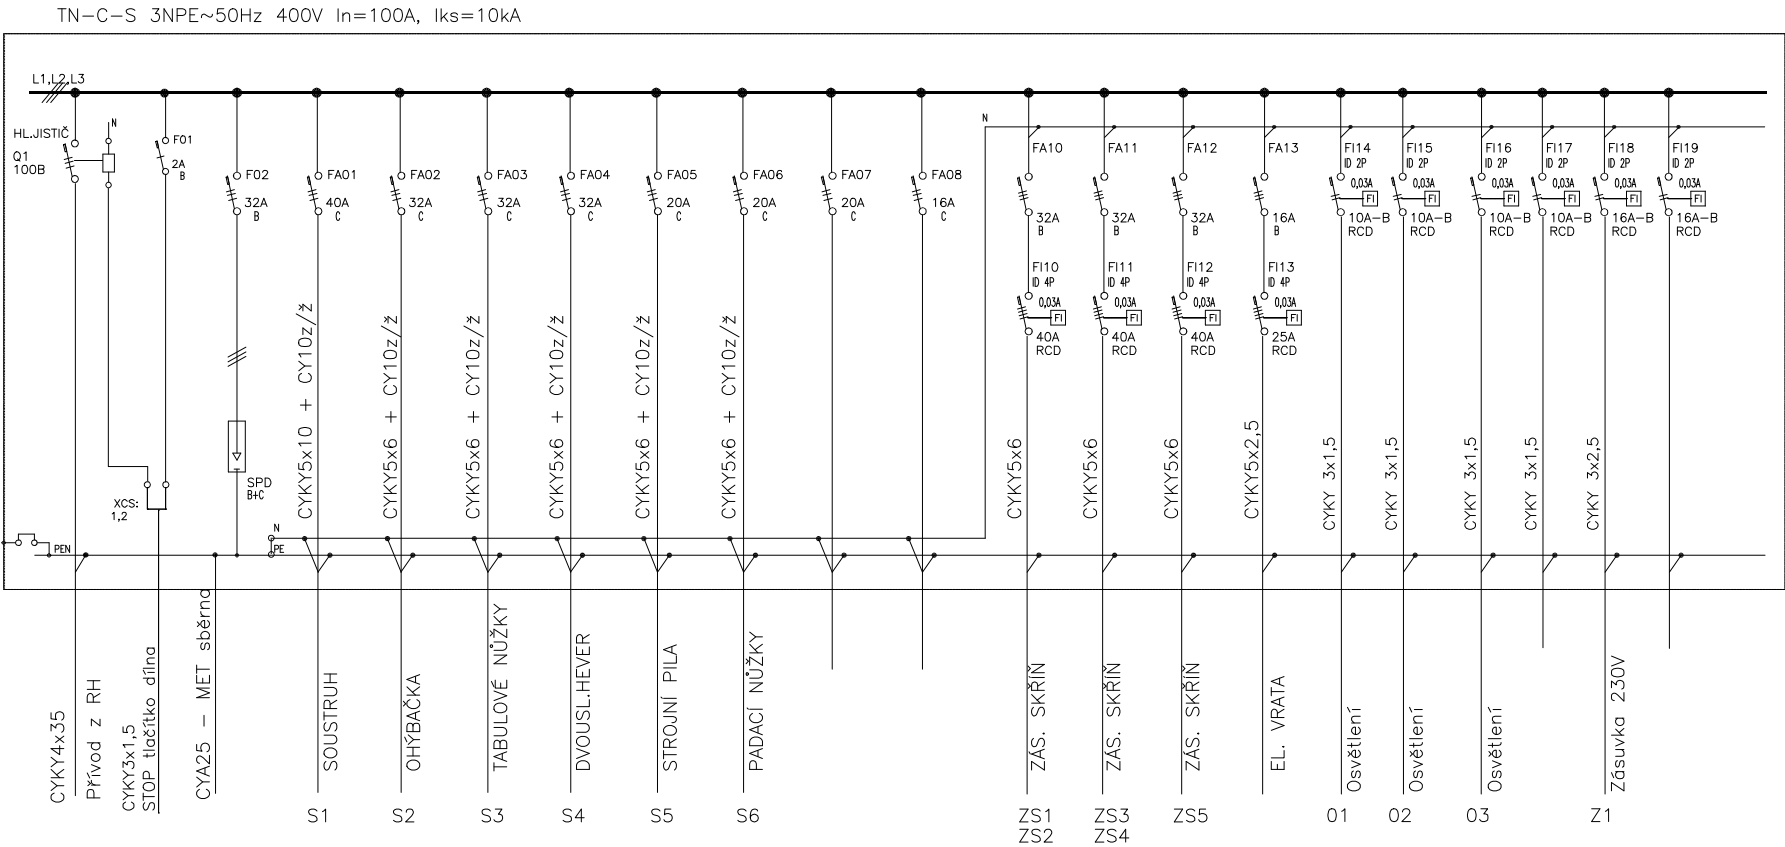 TN-C-S 3NPE~50Hz 400V In=100A, Iks=10kA
L1,L2,L3
HL.JISTIČ
Q1
100B
N
F01
2A
B
F02
32A
B
FA01
40A
C
FA02
32A
C
FA03
32A
C
FA04
32A
C
FA05
20A
C
FA06
20A
C
FA07
20A
C
FA08
16A
C
N
FA10
32A
B
FI10
ID 4P
0,03A
FI
40A
RCD
FA11
32A
B
FI11
ID 4P
0,03A
FI
40A
RCD
FA12
32A
B
FI12
ID 4P
0,03A
FI
40A
RCD
FA13
16A
B
FI13
ID 4P
0,03A
FI
25A
RCD
FI14
ID 2P
0,03A
FI
10A-B
RCD
FI15
ID 2P
0,03A
FI
10A-B
RCD
FI16
ID 2P
0,03A
FI
10A-B
RCD
FI17
ID 2P
0,03A
FI
10A-B
RCD
FI18
ID 2P
0,03A
FI
16A-B
RCD
FI19
ID 2P
0,03A
FI
16A-B
RCD
SPD
B+C
XCS:
1,2
PEN
N
PE
CYKY5x10 + CY10z/ž
CYKY5x6 + CY10z/ž
CYKY5x6 + CY10z/ž
CYKY5x6 + CY10z/ž
CYKY5x6 + CY10z/ž
CYKY5x6 + CY10z/ž
CYKY5x6
CYKY5x6
CYKY5x6
CYKY5x2,5
CYKY 3x1,5
CYKY 3x1,5
CYKY 3x1,5
CYKY 3x1,5
CYKY 3x2,5
CYKY4x35
Přívod z RH
CYKY3x1,5
STOP tlačítko dílna
CYA25 - MET sběrna
SOUSTRUH
OHÝBAČKA
TABULOVÉ NŮŽKY
DVOUSL.HEVER
STROJNÍ PILA
PADACÍ NŮŽKY
ZÁS. SKŘÍŇ
ZÁS. SKŘÍŇ
ZÁS. SKŘÍŇ
EL. VRATA
Osvětlení
Osvětlení
Osvětlení
Zásuvka 230V
S1
S2
S3
S4
S5
S6
ZS1
ZS2
ZS3
ZS4
ZS5
O1
O2
O3
Z1